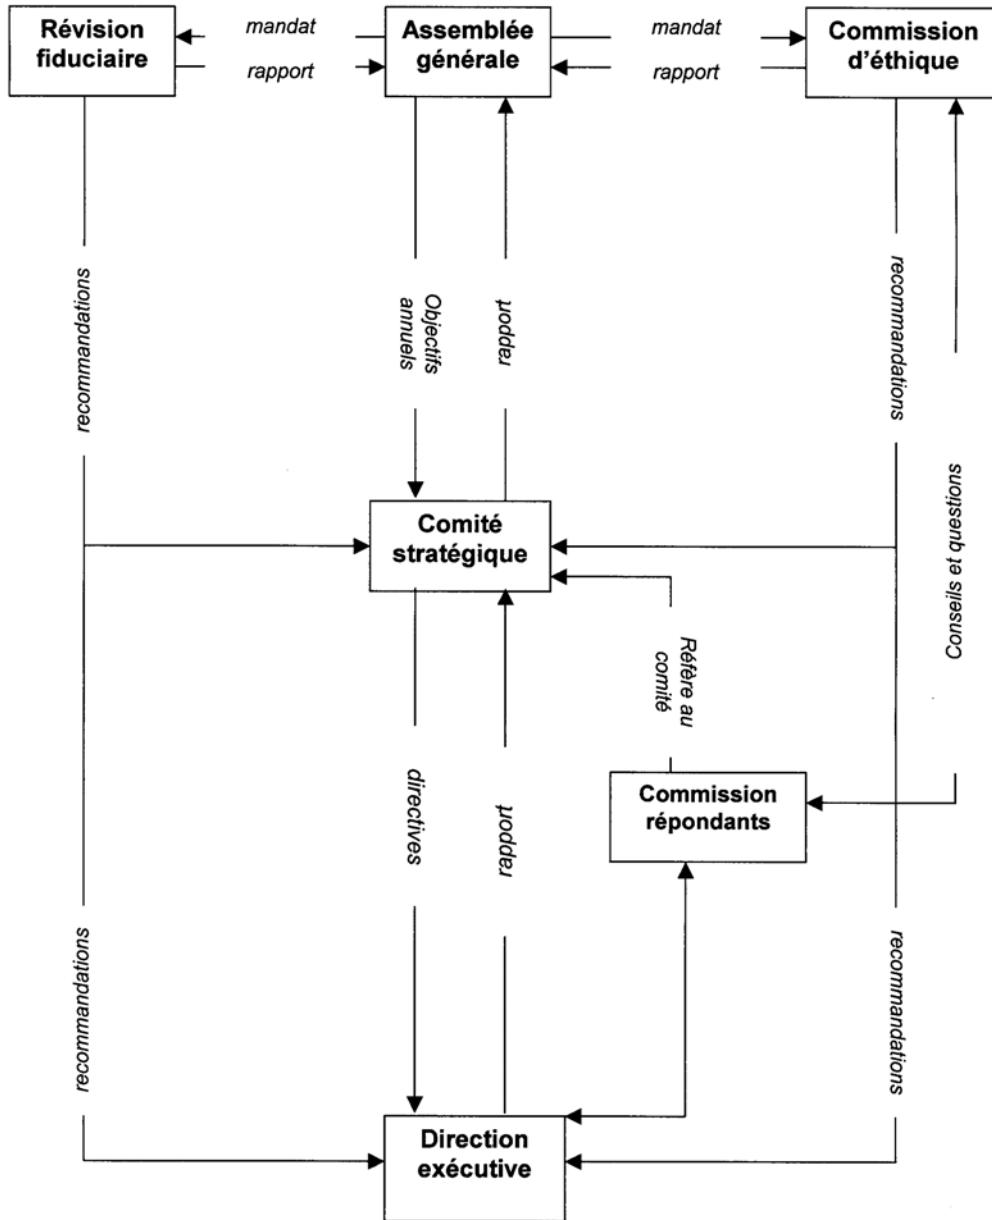 Révision
fiduciaire
mandat
rapport
Assemblée
générale
mandat
rapport
Commission
d'éthique
recommandations
Objectifs
annuels
rapport
recommandations
Conseils et questions
Comité
stratégique
Réfère au
comité
directives
rapport
Commission
répondants
recommandations
recommandations
Direction
exécutive